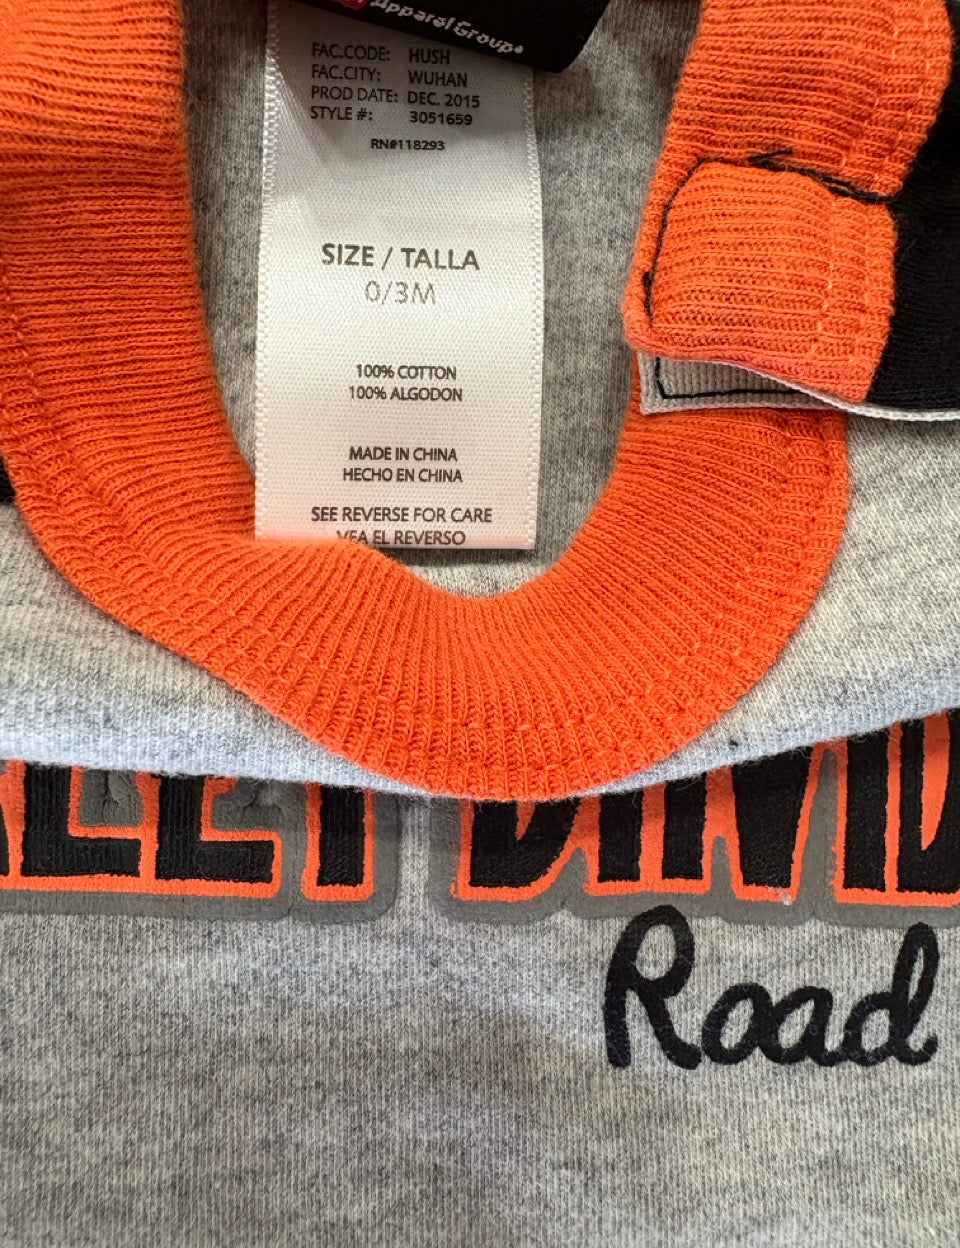 Apparel Group®
FAC.CODE: HUSH
FAC.CITY: WUHAN
PROD DATE: DEC. 2015
STYLE #: 3051659
RN#118293
SIZE / TALLA
0/3M
100% COTTON
100% ALGODON
MADE IN CHINA
HECHO EN CHINA
SEE REVERSE FOR CARE
VEA EL REVERSO
LEY DAVID
Road